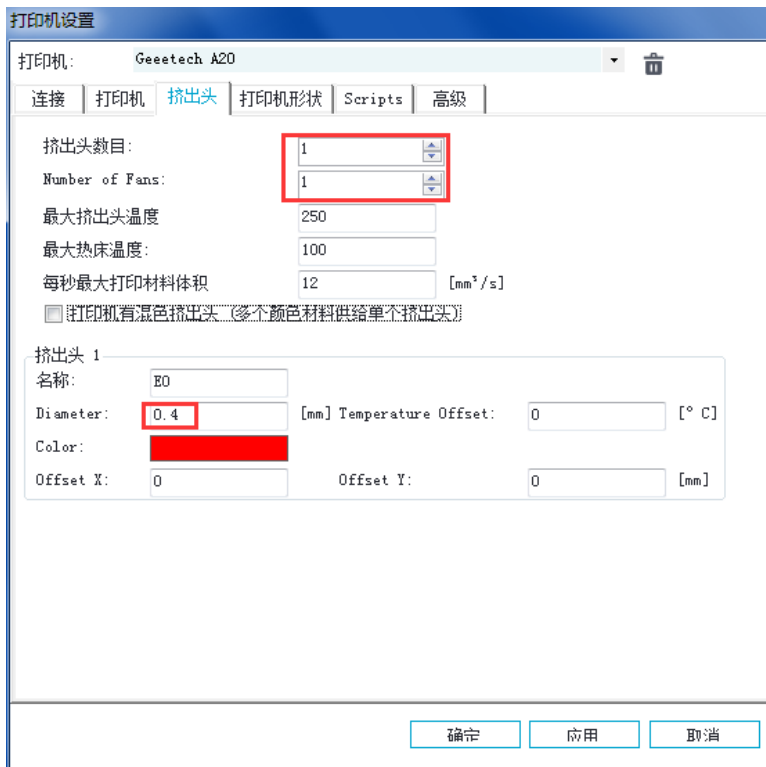 打印机设置
打印机: Geeetech A20
连接 打印机 挤出头 打印机形状 Scripts 高级
挤出头数目: 1
Number of Fans: 1
最大挤出头温度 250
最大热床温度: 100
每秒最大打印材料体积 12 [mm³/s]
打印机有混色挤出头 (多个颜色材料供给单个挤出头)
挤出头 1
名称: E0
Diameter: 0.4 [mm] Temperature Offset: 0 [° C]
Color:
Offset X: 0 Offset Y: 0 [mm]
确定 应用 取消